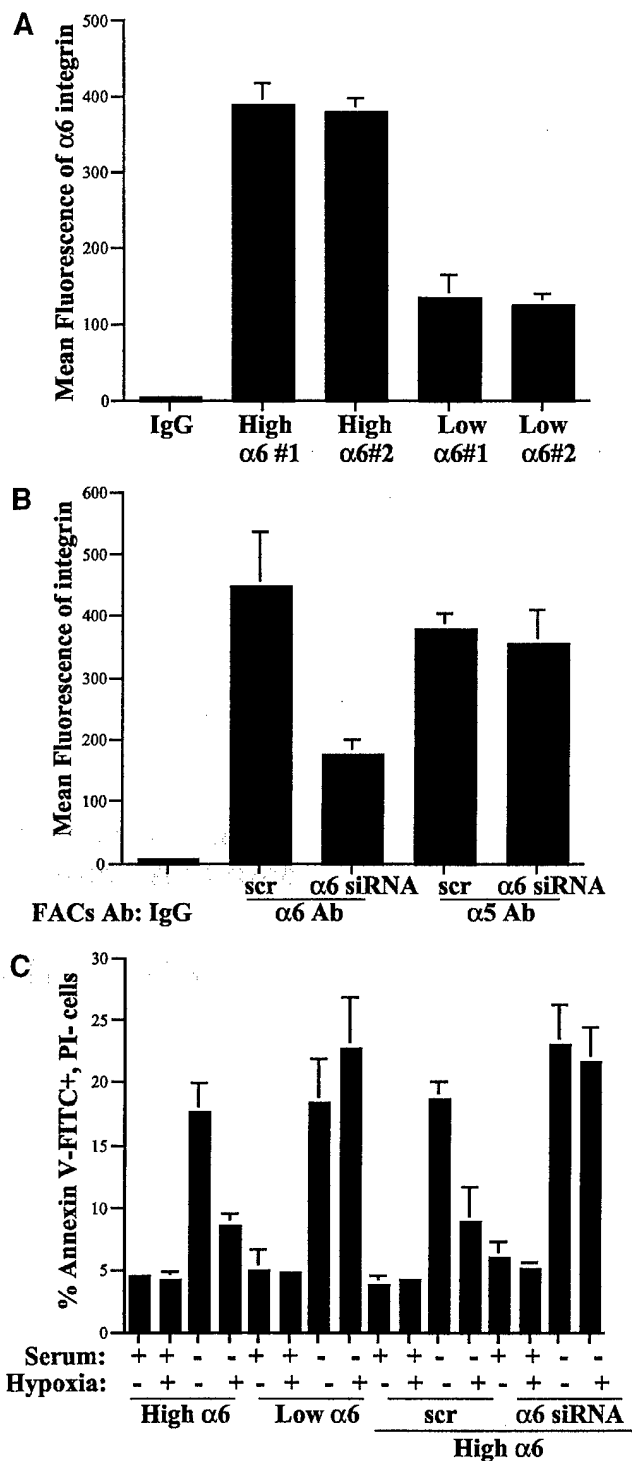 A
Mean Fluorescence of α6 integrin
500
400
300
200
100
0
IgG
High α6 #1
High α6#2
Low α6#1
Low α6#2
B
Mean Fluorescence of integrin
600
500
400
300
200
100
0
scr α6 siRNA scr α6 siRNA
FACs Ab: IgG α6 Ab α5 Ab
C
% Annexin V-FITC+, PI- cells
30
25
20
15
10
5
0
Serum: + + - - + + - - + + - - + + - -
Hypoxia: - + - + - + - + - + - + - + - +
High α6 Low α6 scr α6 siRNA
High α6